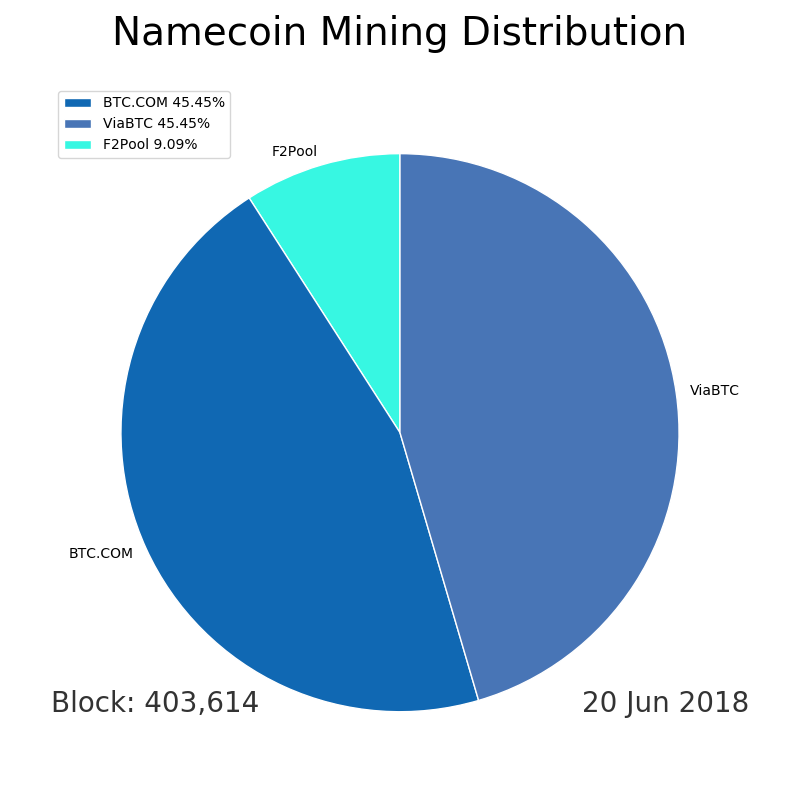 Namecoin Mining Distribution
BTC.COM 45.45%
ViaBTC 45.45%
F2Pool 9.09%
F2Pool
ViaBTC
BTC.COM
Block: 403,614
20 Jun 2018